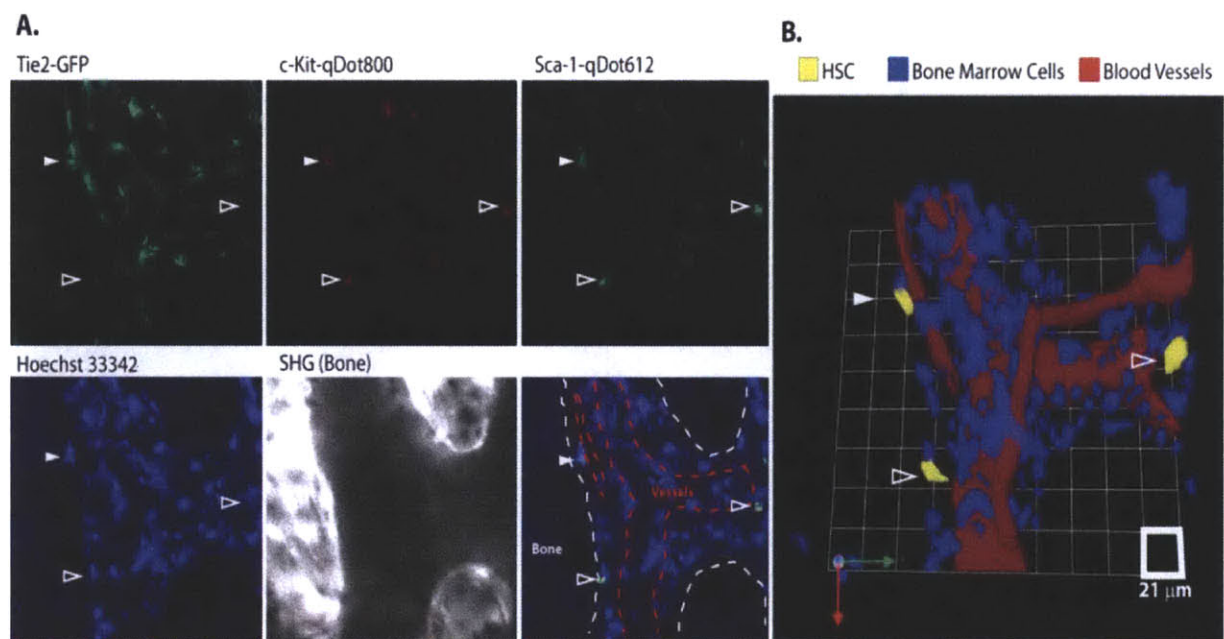 A.
Tie2-GFP
c-Kit-qDot800
Sca-1-qDot612
Hoechst 33342
SHG (Bone)
Vessels
Bone
B.
HSC
Bone Marrow Cells
Blood Vessels
21 μm